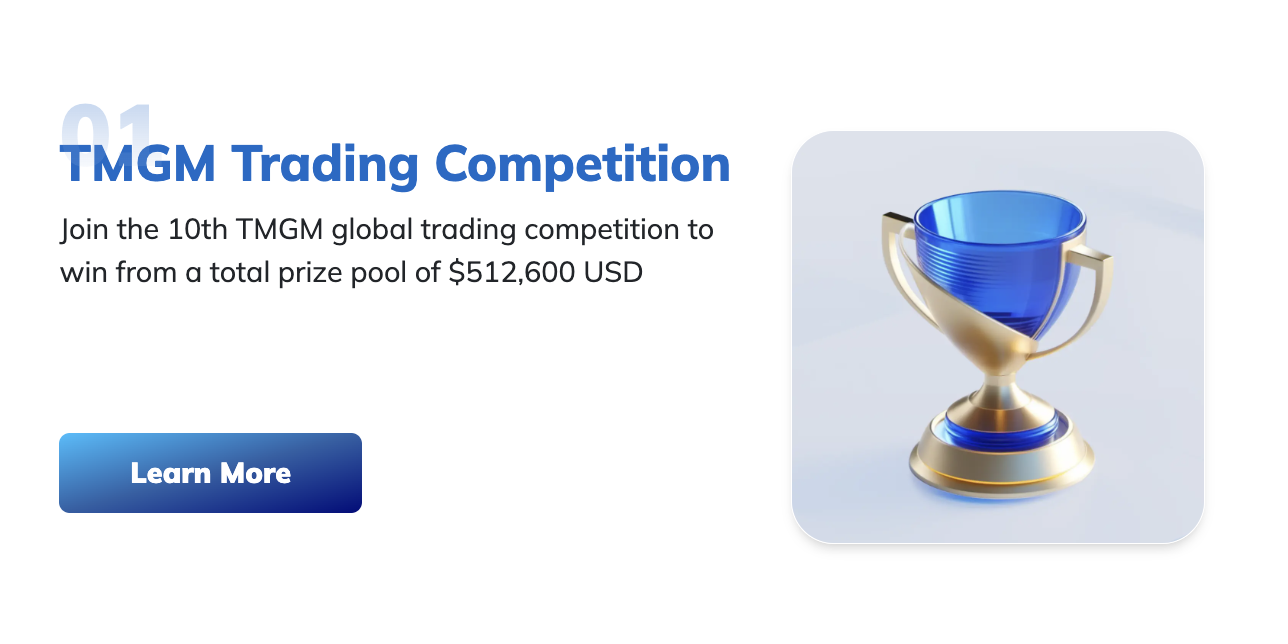 01
TMGM Trading Competition
Join the 10th TMGM global trading competition to
win from a total prize pool of $512,600 USD
Learn More